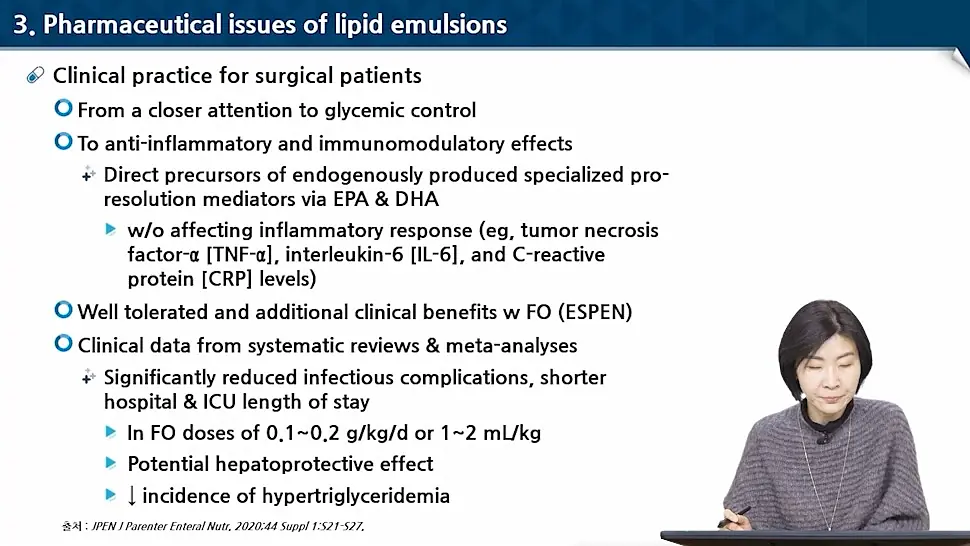 3. Pharmaceutical issues of lipid emulsions
Clinical practice for surgical patients
From a closer attention to glycemic control
To anti-inflammatory and immunomodulatory effects
Direct precursors of endogenously produced specialized pro-
resolution mediators via EPA & DHA
w/o affecting inflammatory response (eg, tumor necrosis
factor-α [TNF-α], interleukin-6 [IL-6], and C-reactive
protein [CRP] levels)
Well tolerated and additional clinical benefits w FO (ESPEN)
Clinical data from systematic reviews & meta-analyses
Significantly reduced infectious complications, shorter
hospital & ICU length of stay
In FO doses of 0.1~0.2 g/kg/d or 1~2 mL/kg
Potential hepatoprotective effect
↓ incidence of hypertriglyceridemia
출처 : JPEN J Parenter Enteral Nutr. 2020;44 Suppl 1:S21-S27.